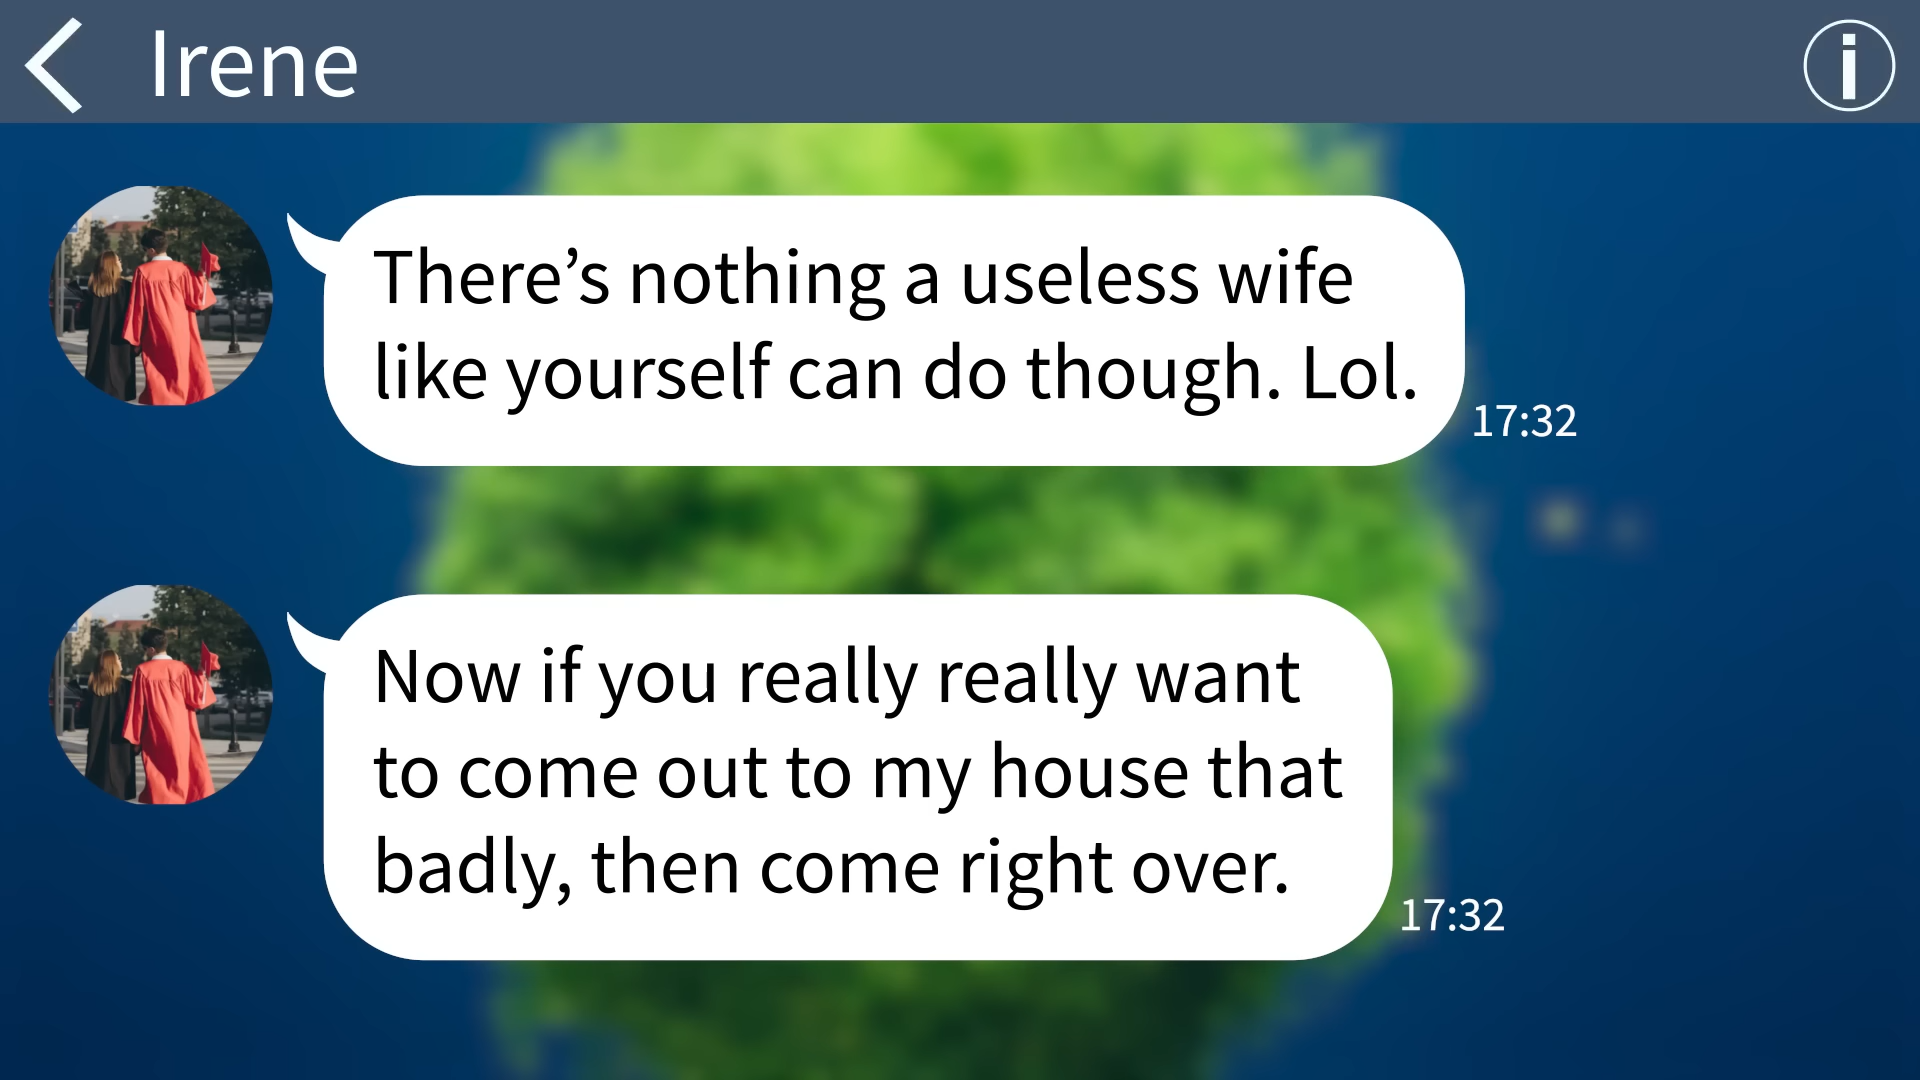 Irene
There’s nothing a useless wife
like yourself can do though. Lol.
17:32
Now if you really really want
to come out to my house that
badly, then come right over.
17:32